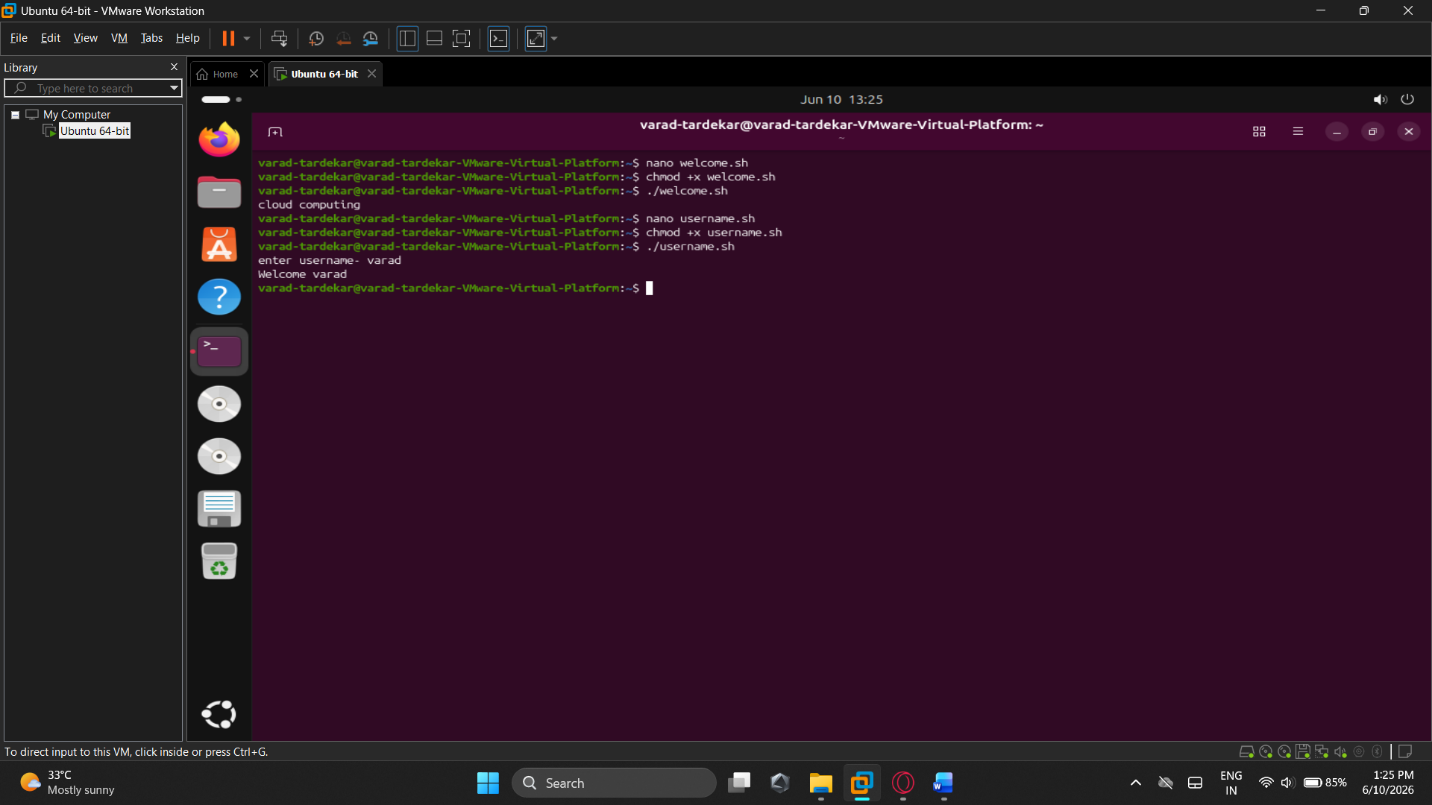 Ubuntu 64-bit - VMware Workstation
File Edit View VM Tabs Help
Library
Type here to search
My Computer
Ubuntu 64-bit
Home
Ubuntu 64-bit
Jun 10 13:25
varad-tardekar@varad-tardekar-VMware-Virtual-Platform: ~
~
varad-tardekar@varad-tardekar-VMware-Virtual-Platform:~$ nano welcome.sh
varad-tardekar@varad-tardekar-VMware-Virtual-Platform:~$ chmod +x welcome.sh
varad-tardekar@varad-tardekar-VMware-Virtual-Platform:~$ ./welcome.sh
cloud computing
varad-tardekar@varad-tardekar-VMware-Virtual-Platform:~$ nano username.sh
varad-tardekar@varad-tardekar-VMware-Virtual-Platform:~$ chmod +x username.sh
varad-tardekar@varad-tardekar-VMware-Virtual-Platform:~$ ./username.sh
enter username- varad
Welcome varad
varad-tardekar@varad-tardekar-VMware-Virtual-Platform:~$
To direct input to this VM, click inside or press Ctrl+G.
33°C
Mostly sunny
Search
ENG
IN
85%
1:25 PM
6/10/2026